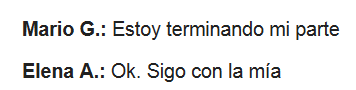 Mario G.: Estoy terminando mi parte
Elena A.: Ok. Sigo con la mía